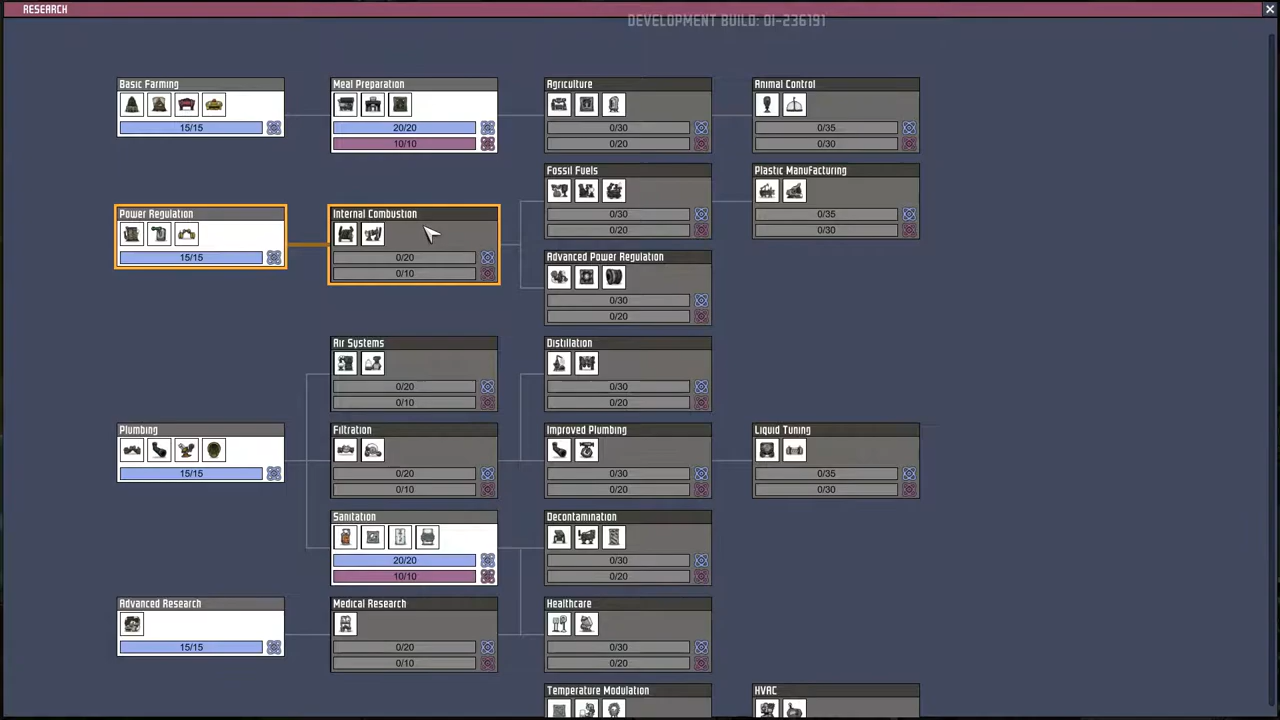 RESEARCH
DEVELOPMENT BUILD: 01-236191
Basic Farming
15/15
Meal Preparation
20/20
10/10
Agriculture
0/30
0/20
Animal Control
0/35
0/30
Fossil Fuels
0/30
0/20
Plastic Manufacturing
0/35
0/30
Power Regulation
15/15
Internal Combustion
0/20
0/10
Advanced Power Regulation
0/30
0/20
Air Systems
0/20
0/10
Distillation
0/30
0/20
Plumbing
15/15
Filtration
0/20
0/10
Improved Plumbing
0/30
0/20
Liquid Tuning
0/35
0/30
Sanitation
20/20
10/10
Decontamination
0/30
0/20
Advanced Research
15/15
Medical Research
0/20
0/10
Healthcare
0/30
0/20
Temperature Modulation
HVAC